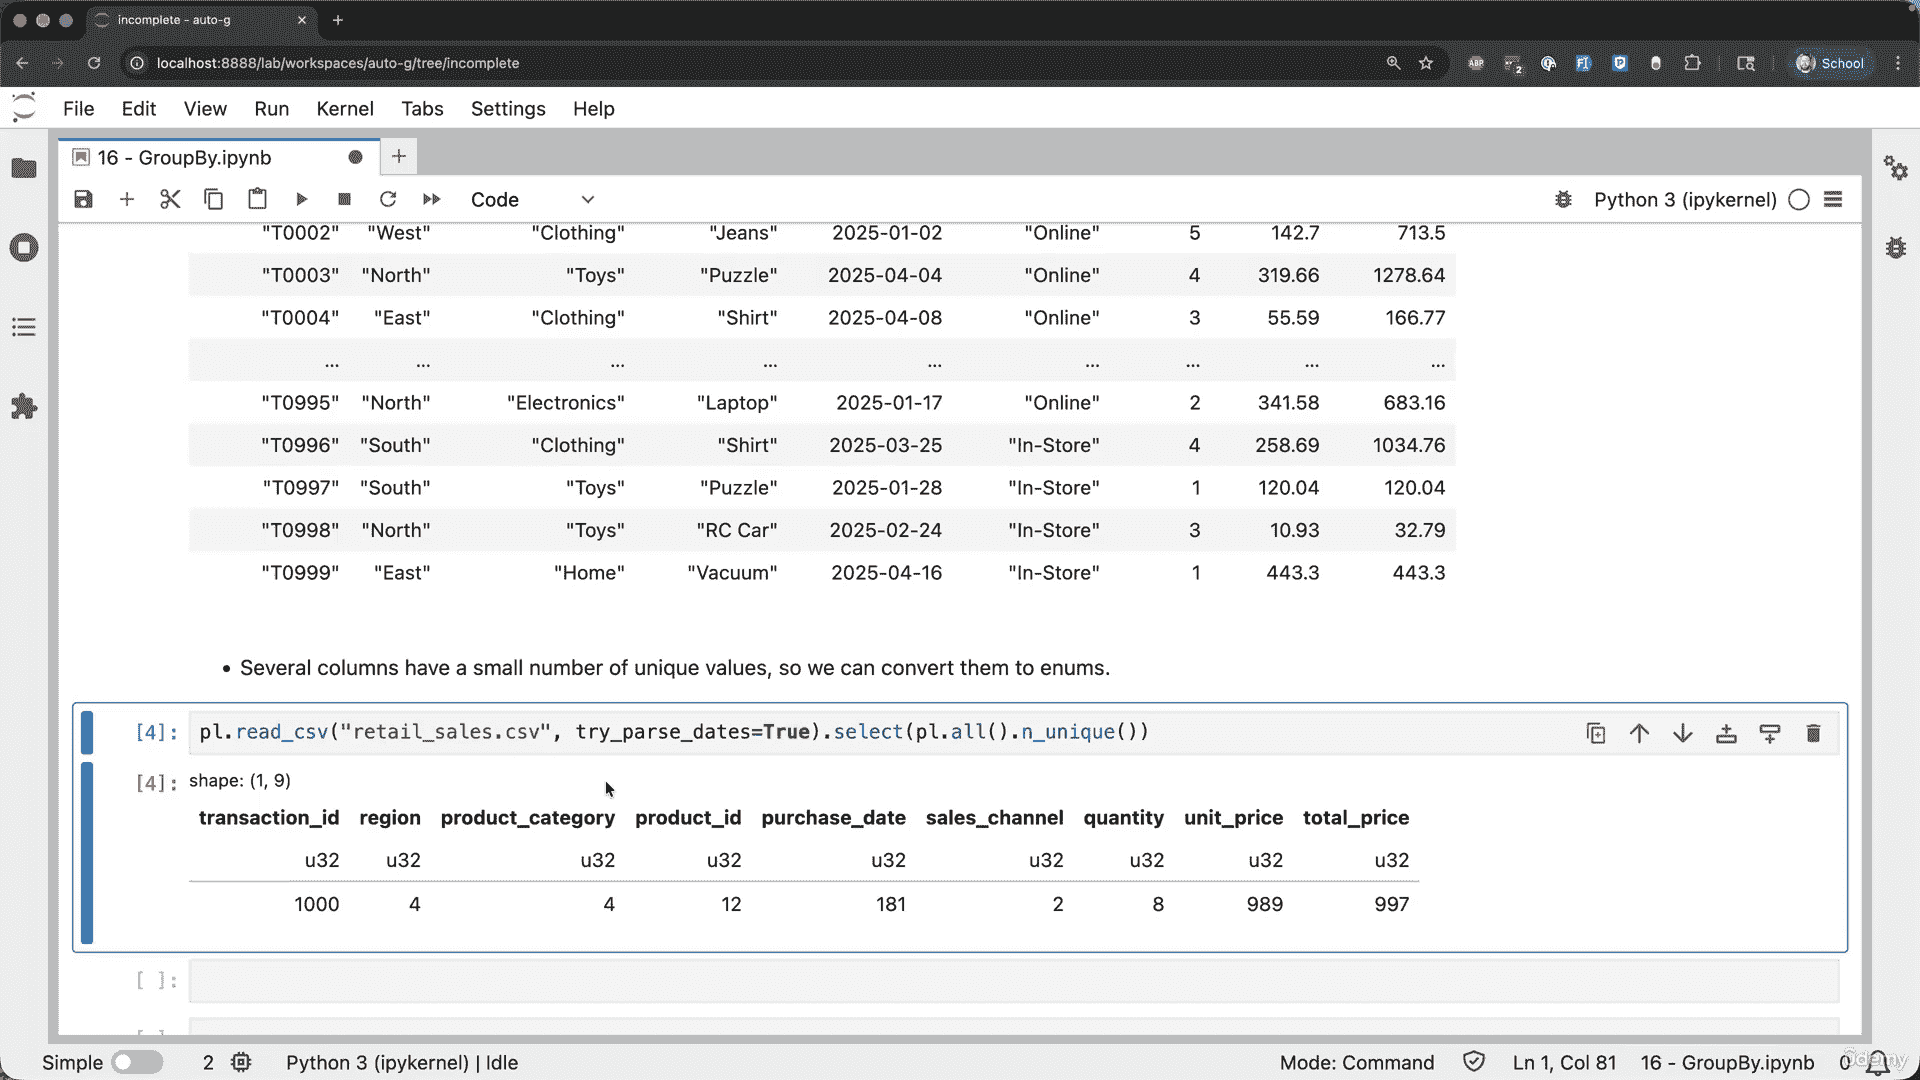 incomplete - auto-g
localhost:8888/lab/workspaces/auto-g/tree/incomplete
ABP
2
School
File Edit View Run Kernel Tabs Settings Help
16 - GroupBy.ipynb
Code
Python 3 (ipykernel)
"T0002" "West" "Clothing" "Jeans" 2025-01-02 "Online" 5 142.7 713.5
"T0003" "North" "Toys" "Puzzle" 2025-04-04 "Online" 4 319.66 1278.64
"T0004" "East" "Clothing" "Shirt" 2025-04-08 "Online" 3 55.59 166.77
... ... ... ... ... ... ... ... ...
"T0995" "North" "Electronics" "Laptop" 2025-01-17 "Online" 2 341.58 683.16
"T0996" "South" "Clothing" "Shirt" 2025-03-25 "In-Store" 4 258.69 1034.76
"T0997" "South" "Toys" "Puzzle" 2025-01-28 "In-Store" 1 120.04 120.04
"T0998" "North" "Toys" "RC Car" 2025-02-24 "In-Store" 3 10.93 32.79
"T0999" "East" "Home" "Vacuum" 2025-04-16 "In-Store" 1 443.3 443.3
• Several columns have a small number of unique values, so we can convert them to enums.
[4]: pl.read_csv("retail_sales.csv", try_parse_dates=True).select(pl.all().n_unique())
[4]: shape: (1, 9)
transaction_id region product_category product_id purchase_date sales_channel quantity unit_price total_price
u32 u32 u32 u32 u32 u32 u32 u32 u32
1000 4 4 12 181 2 8 989 997
[ ]:
Simple 2 Python 3 (ipykernel) | Idle Mode: Command Ln 1, Col 81 16 - GroupBy.ipynb 0
udemy